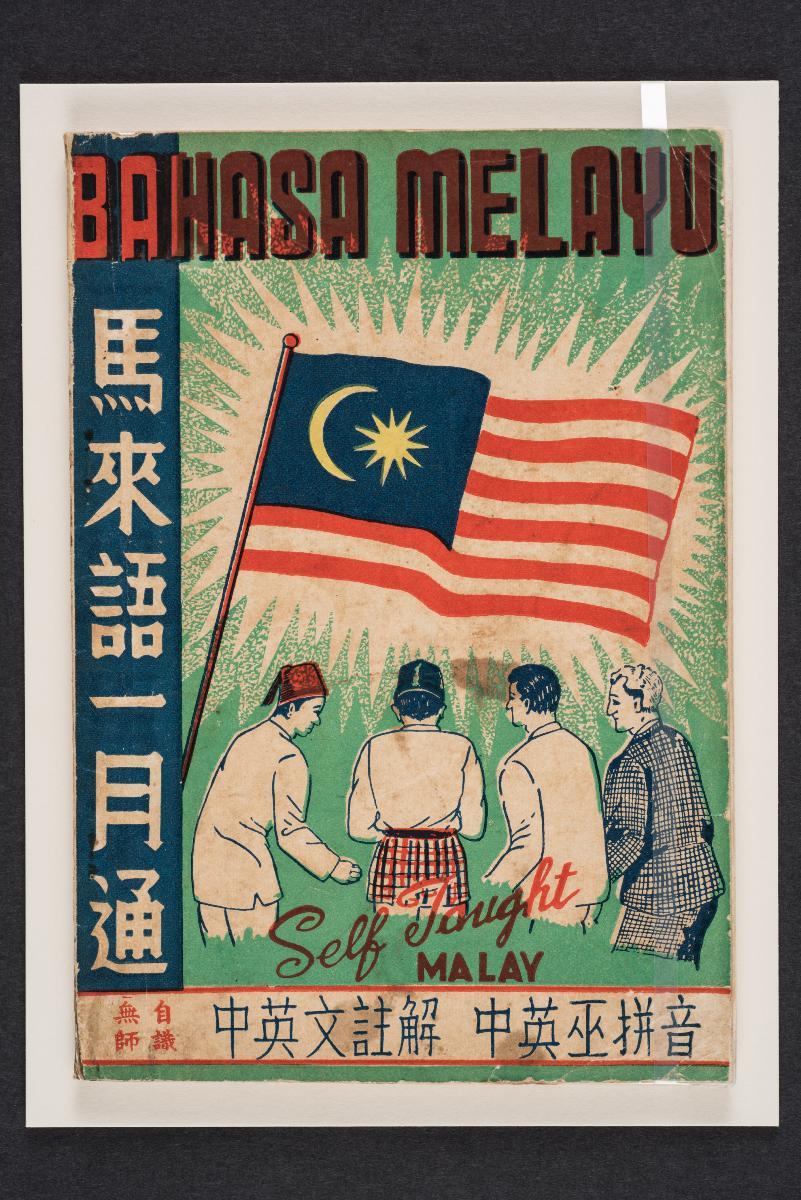 BAHASA MELAYU
馬來語一月通
Self Taught
MALAY
無師
自識
中英文註解 中英巫拼音